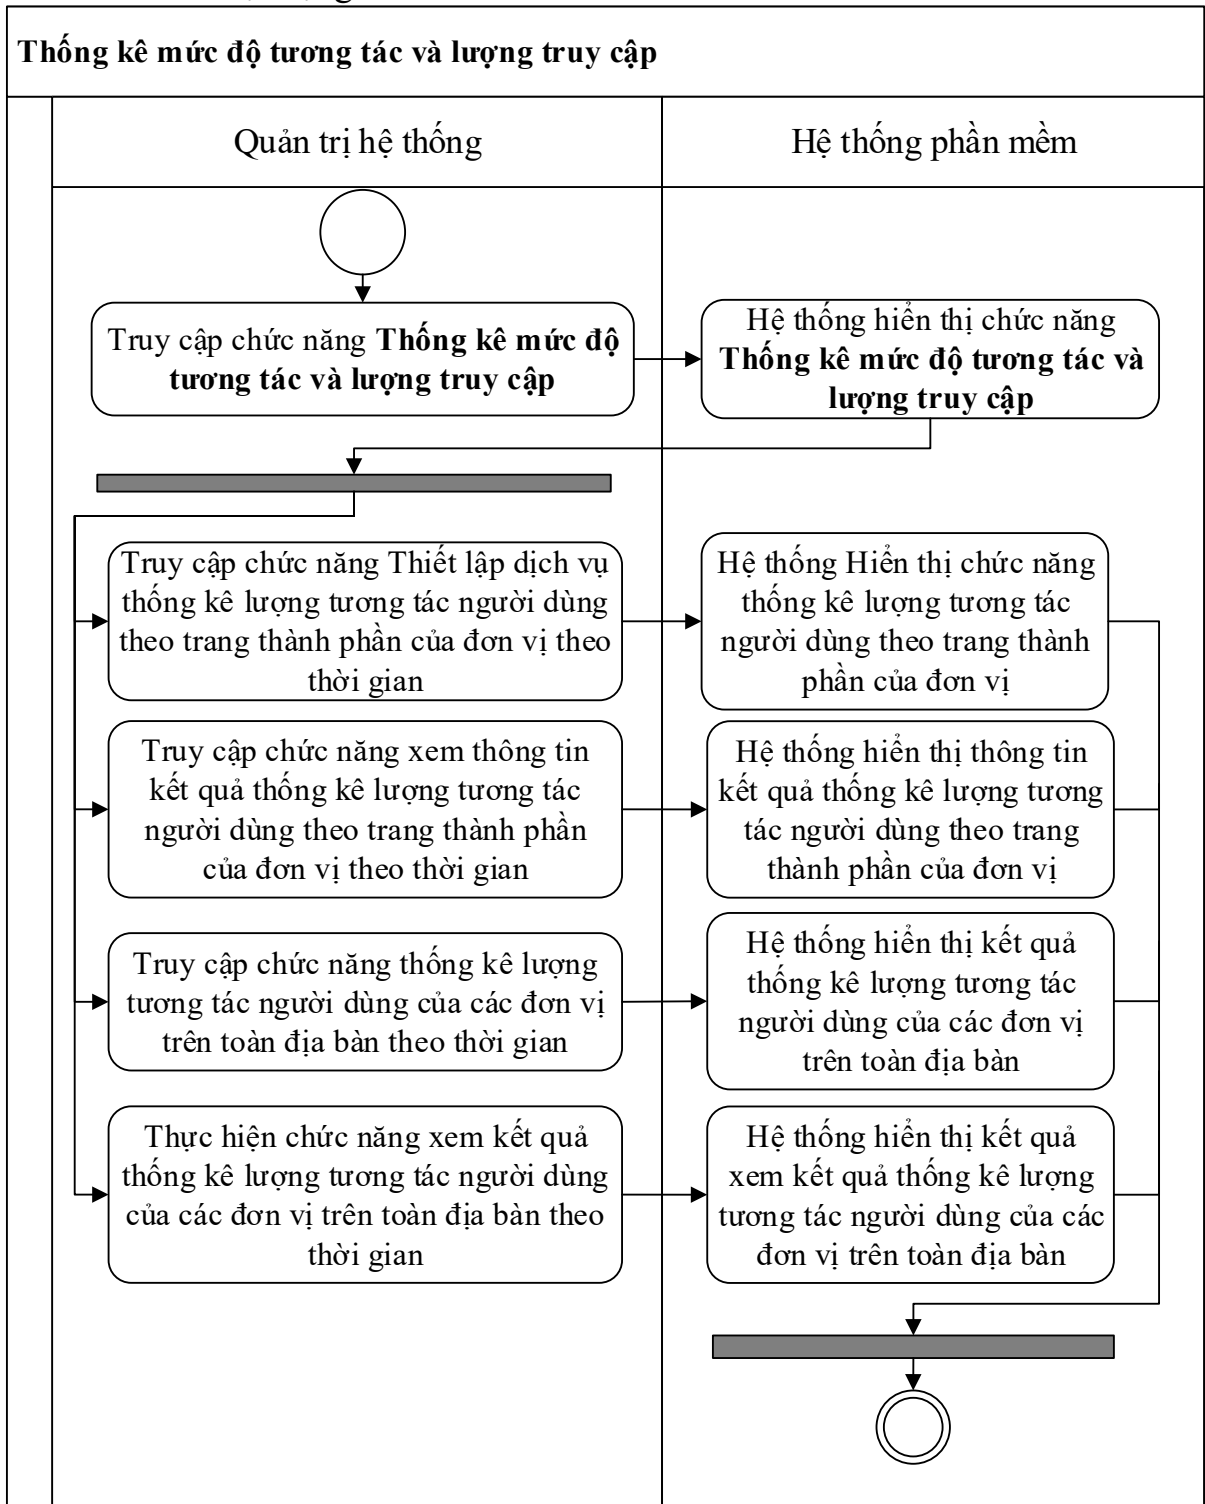 Thống kê mức độ tương tác và lượng truy cập
Quản trị hệ thống
Hệ thống phần mềm
Truy cập chức năng Thống kê mức độ
tương tác và lượng truy cập
Hệ thống hiển thị chức năng
Thống kê mức độ tương tác và
lượng truy cập
Truy cập chức năng Thiết lập dịch vụ
thống kê lượng tương tác người dùng
theo trang thành phần của đơn vị theo
thời gian
Hệ thống Hiển thị chức năng
thống kê lượng tương tác
người dùng theo trang thành
phần của đơn vị
Truy cập chức năng xem thông tin
kết quả thống kê lượng tương tác
người dùng theo trang thành phần
của đơn vị theo thời gian
Hệ thống hiển thị thông tin
kết quả thống kê lượng tương
tác người dùng theo trang
thành phần của đơn vị
Truy cập chức năng thống kê lượng
tương tác người dùng của các đơn vị
trên toàn địa bàn theo thời gian
Hệ thống hiển thị kết quả
thống kê lượng tương tác
người dùng của các đơn vị
trên toàn địa bàn
Thực hiện chức năng xem kết quả
thống kê lượng tương tác người dùng
của các đơn vị trên toàn địa bàn theo
thời gian
Hệ thống hiển thị kết quả
xem kết quả thống kê lượng
tương tác người dùng của các
đơn vị trên toàn địa bàn